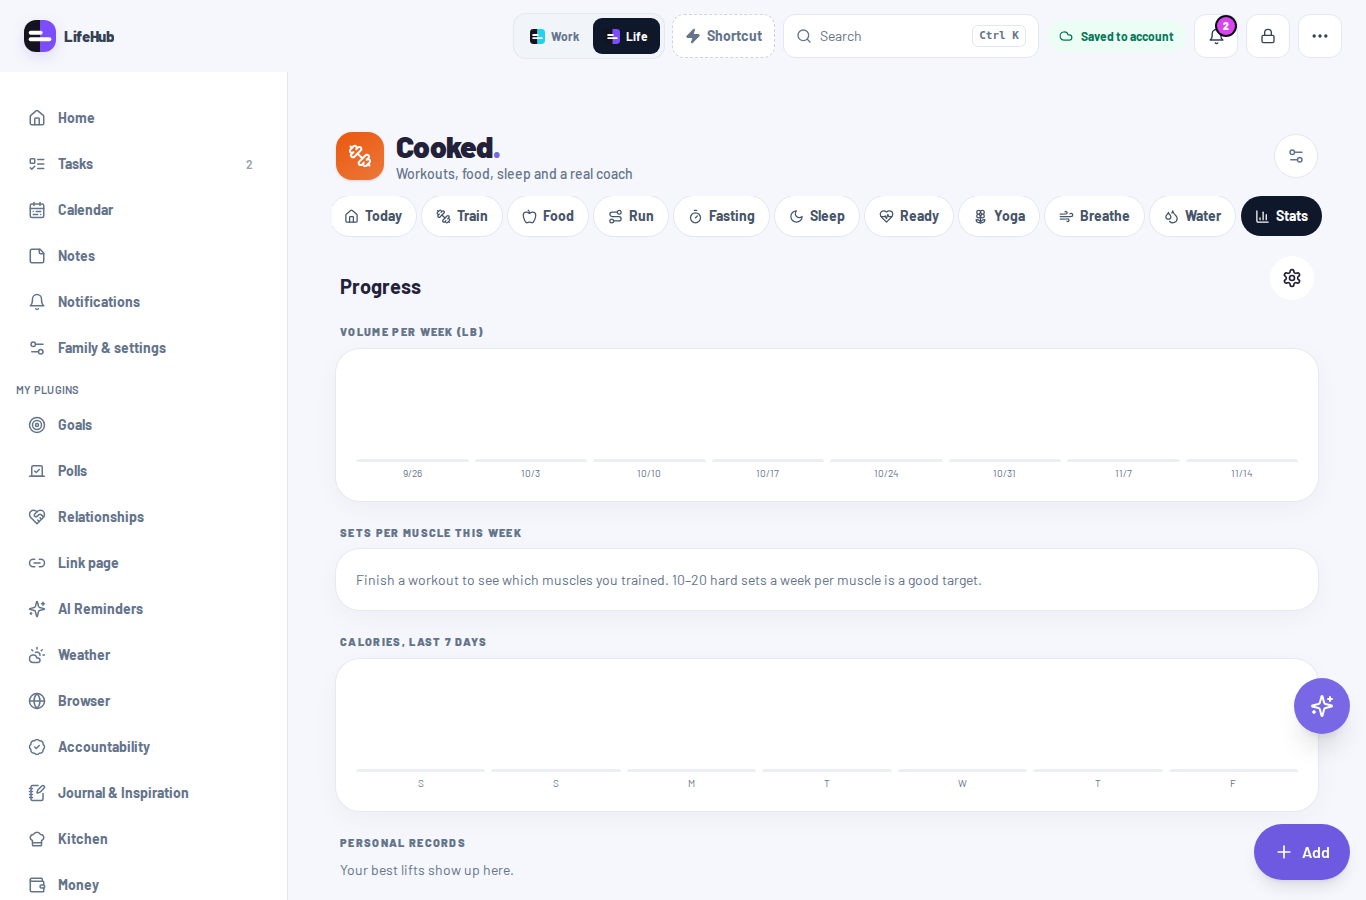 LifeHub
Work
Life
Shortcut
Search
Ctrl K
Saved to account
2
Home
Tasks
2
Calendar
Notes
Notifications
Family & settings
MY PLUGINS
Goals
Polls
Relationships
Link page
AI Reminders
Weather
Browser
Accountability
Journal & Inspiration
Kitchen
Money
Cooked.
Workouts, food, sleep and a real coach
Today
Train
Food
Run
Fasting
Sleep
Ready
Yoga
Breathe
Water
Stats
Progress
VOLUME PER WEEK (LB)
9/26 10/3 10/10 10/17 10/24 10/31 11/7 11/14
SETS PER MUSCLE THIS WEEK
Finish a workout to see which muscles you trained. 10–20 hard sets a week per muscle is a good target.
CALORIES, LAST 7 DAYS
S S M T W T F
PERSONAL RECORDS
Your best lifts show up here.
Add